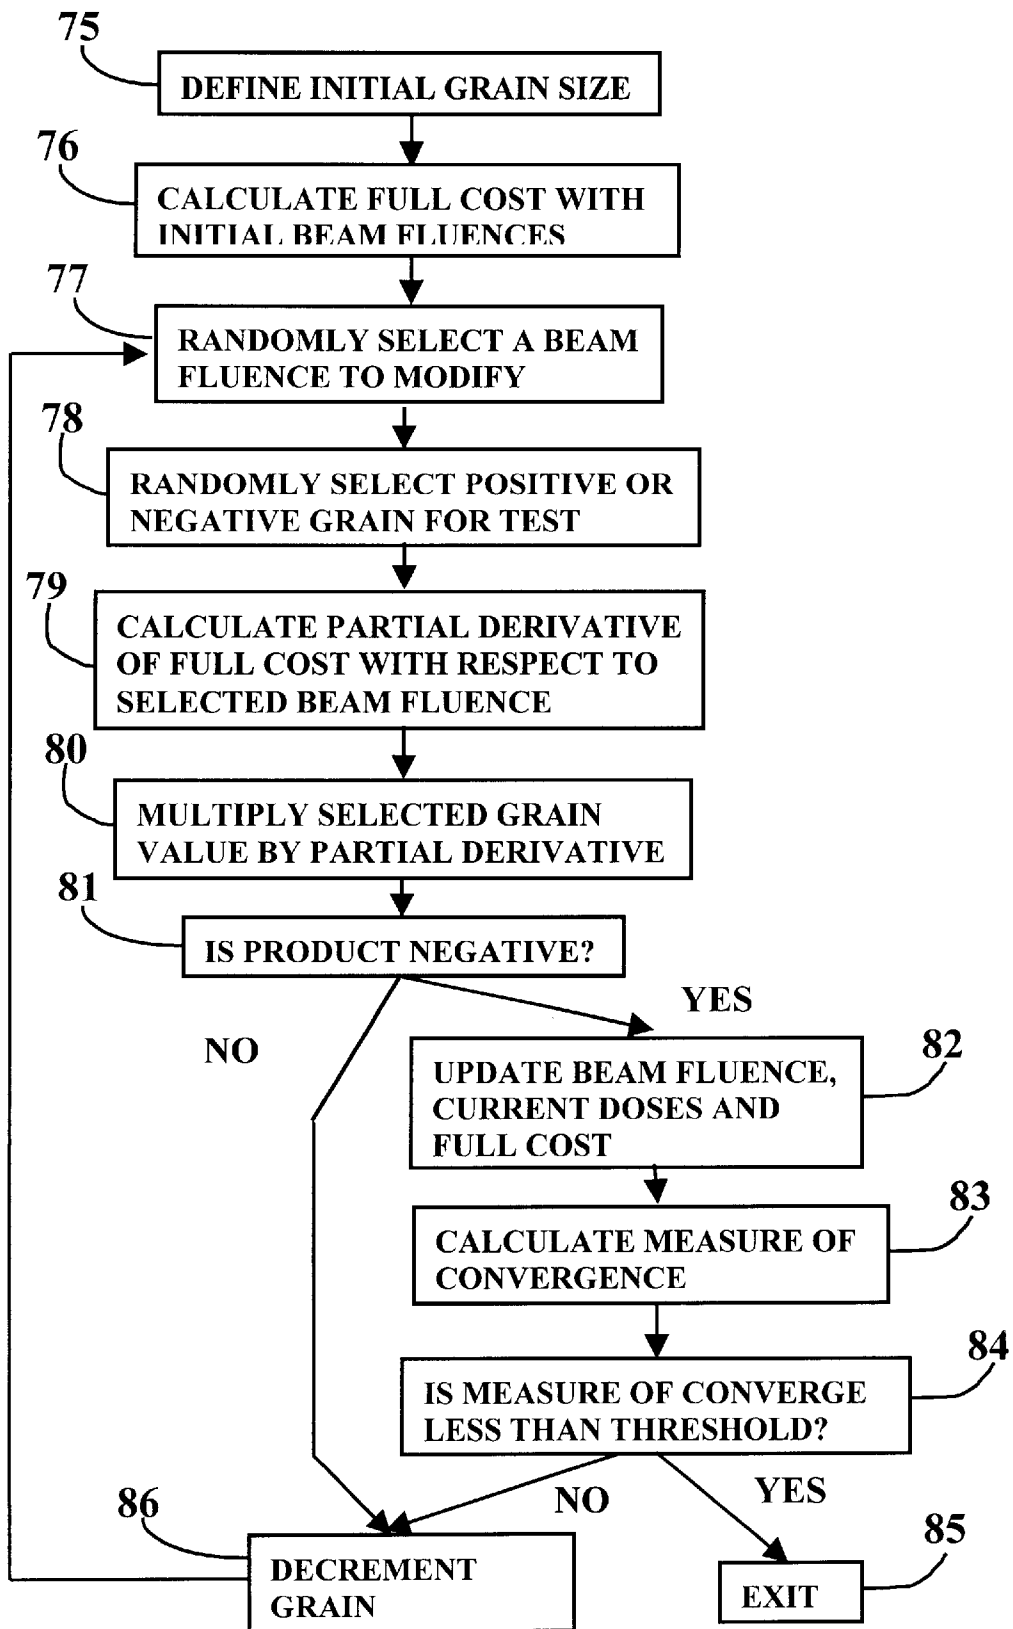 75
DEFINE INITIAL GRAIN SIZE
76
CALCULATE FULL COST WITH
INITIAL BEAM FLUENCES
77
RANDOMLY SELECT A BEAM
FLUENCE TO MODIFY
78
RANDOMLY SELECT POSITIVE OR
NEGATIVE GRAIN FOR TEST
79
CALCULATE PARTIAL DERIVATIVE
OF FULL COST WITH RESPECT TO
SELECTED BEAM FLUENCE
80
MULTIPLY SELECTED GRAIN
VALUE BY PARTIAL DERIVATIVE
81
IS PRODUCT NEGATIVE?
YES
NO
82
UPDATE BEAM FLUENCE,
CURRENT DOSES AND
FULL COST
83
CALCULATE MEASURE OF
CONVERGENCE
84
IS MEASURE OF CONVERGE
LESS THAN THRESHOLD?
NO
YES
86
DECREMENT
GRAIN
85
EXIT